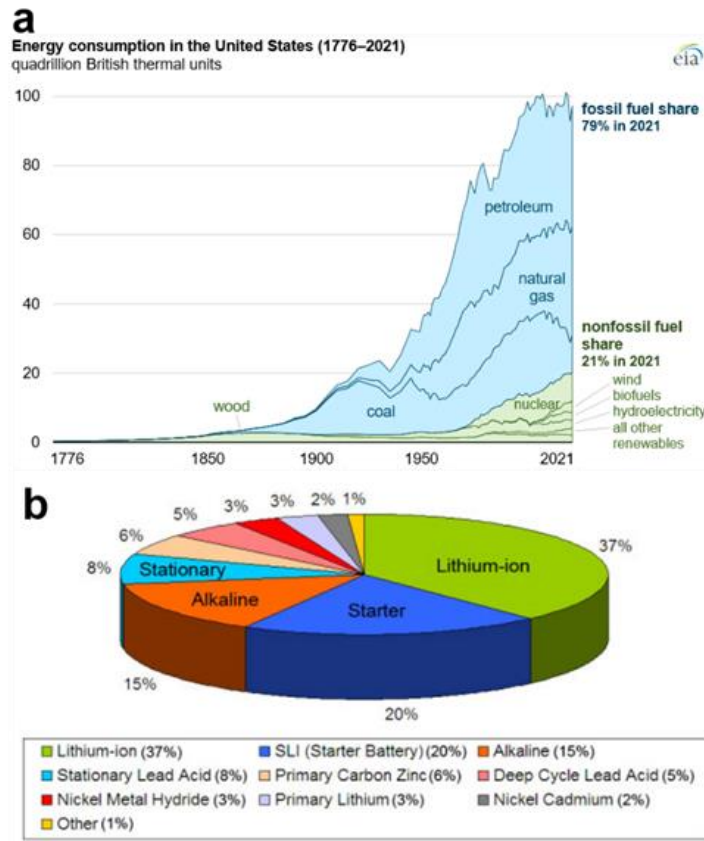 a
Energy consumption in the United States (1776–2021)
quadrillion British thermal units
eia
100
80
60
40
20
0
fossil fuel share
79% in 2021
petroleum
natural
gas
nonfossil fuel
share
21% in 2021
wood
coal
nuclear
wind
biofuels
hydroelectricity
all other
renewables
1776
1850
1900
1950
2021
b
5%
3%
3%
2%
1%
6%
8%
37%
Stationary
Lithium-ion
Alkaline
Starter
15%
20%
Lithium-ion (37%)
SLI (Starter Battery) (20%)
Alkaline (15%)
Stationary Lead Acid (8%)
Primary Carbon Zinc (6%)
Deep Cycle Lead Acid (5%)
Nickel Metal Hydride (3%)
Primary Lithium (3%)
Nickel Cadmium (2%)
Other (1%)